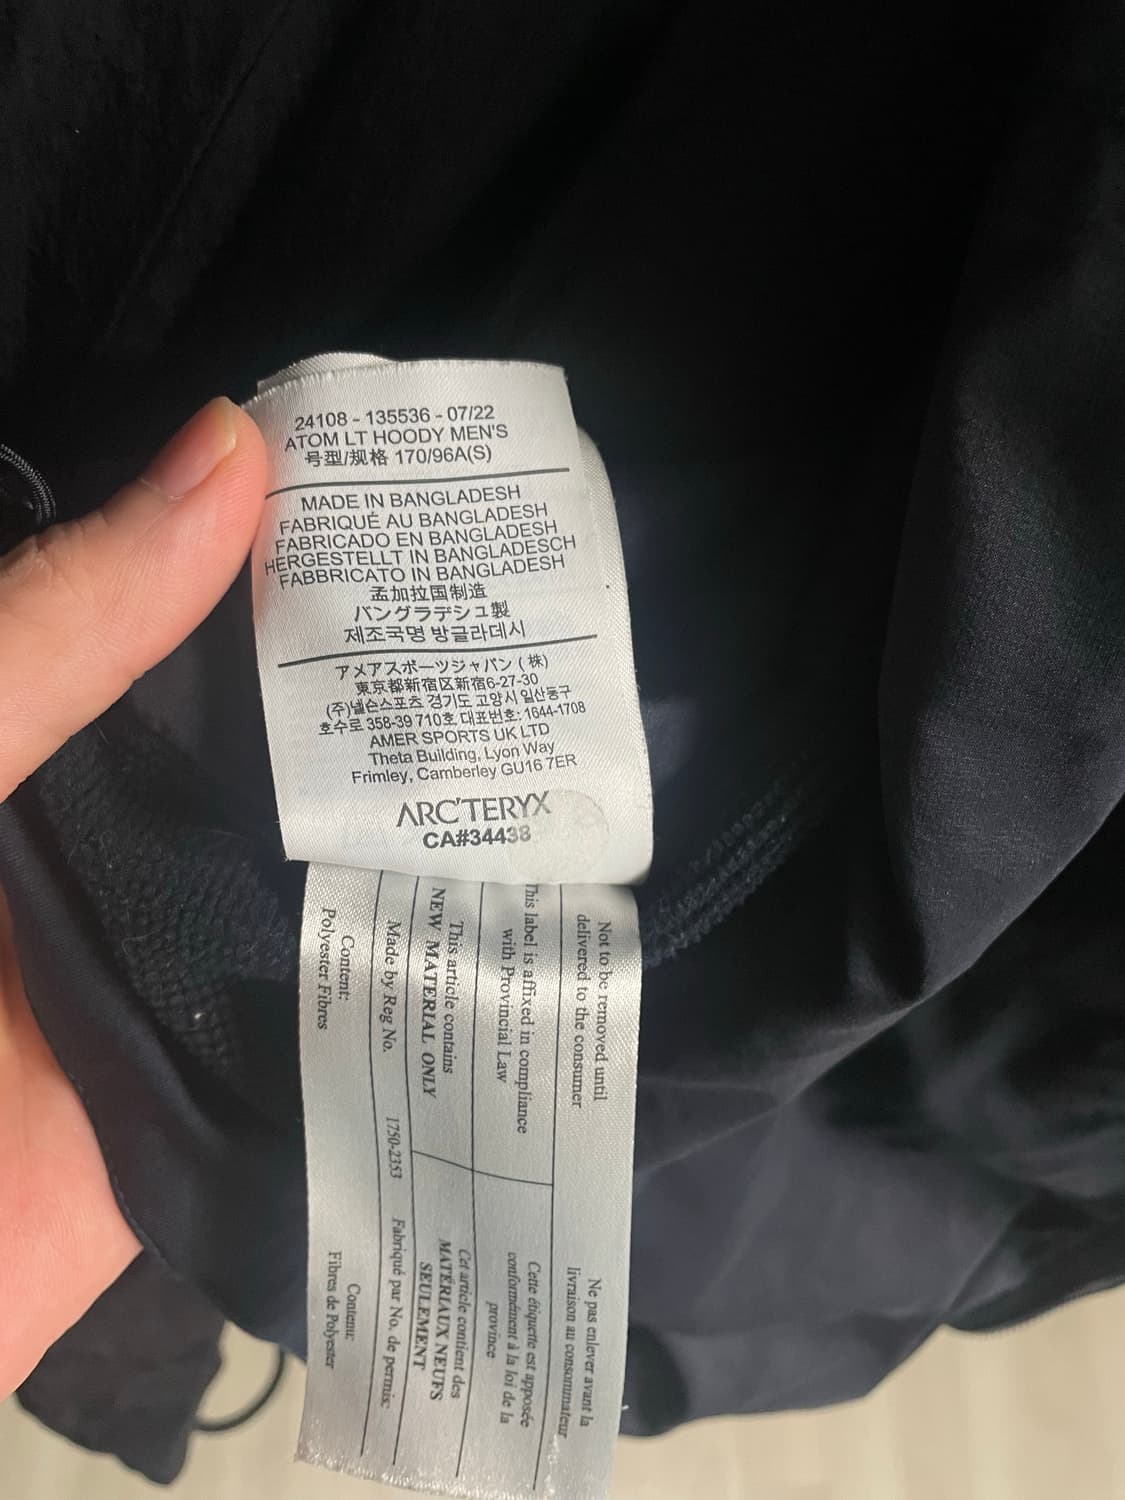 24108 - 135536 - 07/22
ATOM LT HOODY MEN'S
号型/规格 170/96A(S)
MADE IN BANGLADESH
FABRIQUÉ AU BANGLADESH
FABRICADO EN BANGLADESH
HERGESTELLT IN BANGLADESCH
FABBRICATO IN BANGLADESH
孟加拉国制造
バングラデシュ製
제조국명 방글라데시
アメアスポーツジャパン (株)
東京都新宿区新宿6-27-30
(주)넬슨스포츠 경기도 고양시 일산동구
호수로 358-39 710호 대표번호: 1644-1708
AMER SPORTS UK LTD
Theta Building, Lyon Way
Frimley, Camberley GU16 7ER
ARC'TERYX
CA#34438
Not to be removed until
delivered to the consumer
Ne pas enlever avant la
livraison au consommateur
This label is affixed in compliance
with Provincial Law
Cette étiquette est apposée
conformément à la loi de la
province
This article contains
NEW MATERIAL ONLY
Cet article contient des
MATÉRIAUX NEUFS
SEULEMENT
Made by Reg No. 1750-2353 Fabriqué par No. de permis:
Content:
Polyester Fibres
Contenu:
Fibres de Polyester